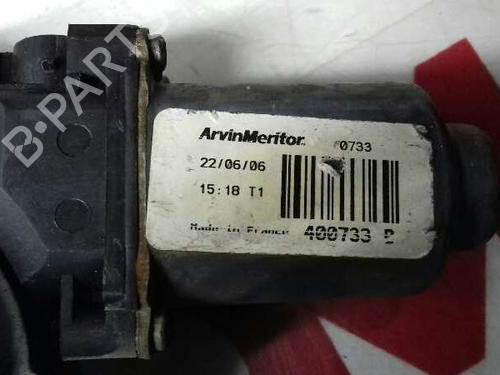 B-PARTS
ArvinMeritor 0733
22/06/06
15:18 T1
Made in France 400733 B